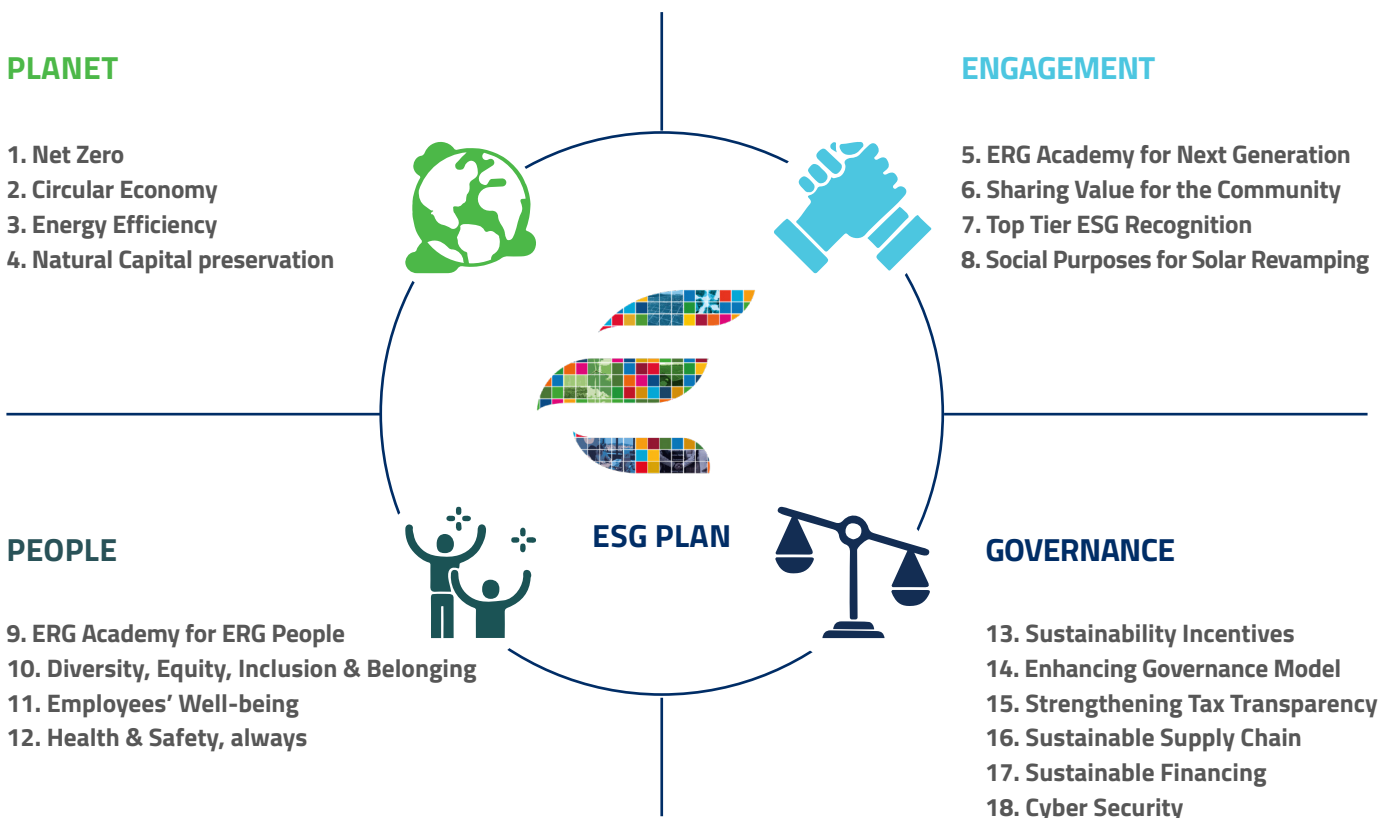 PLANET
1. Net Zero
2. Circular Economy
3. Energy Efficiency
4. Natural Capital preservation
ENGAGEMENT
5. ERG Academy for Next Generation
6. Sharing Value for the Community
7. Top Tier ESG Recognition
8. Social Purposes for Solar Revamping
ESG PLAN
PEOPLE
9. ERG Academy for ERG People
10. Diversity, Equity, Inclusion & Belonging
11. Employees’ Well-being
12. Health & Safety, always
GOVERNANCE
13. Sustainability Incentives
14. Enhancing Governance Model
15. Strengthening Tax Transparency
16. Sustainable Supply Chain
17. Sustainable Financing
18. Cyber Security